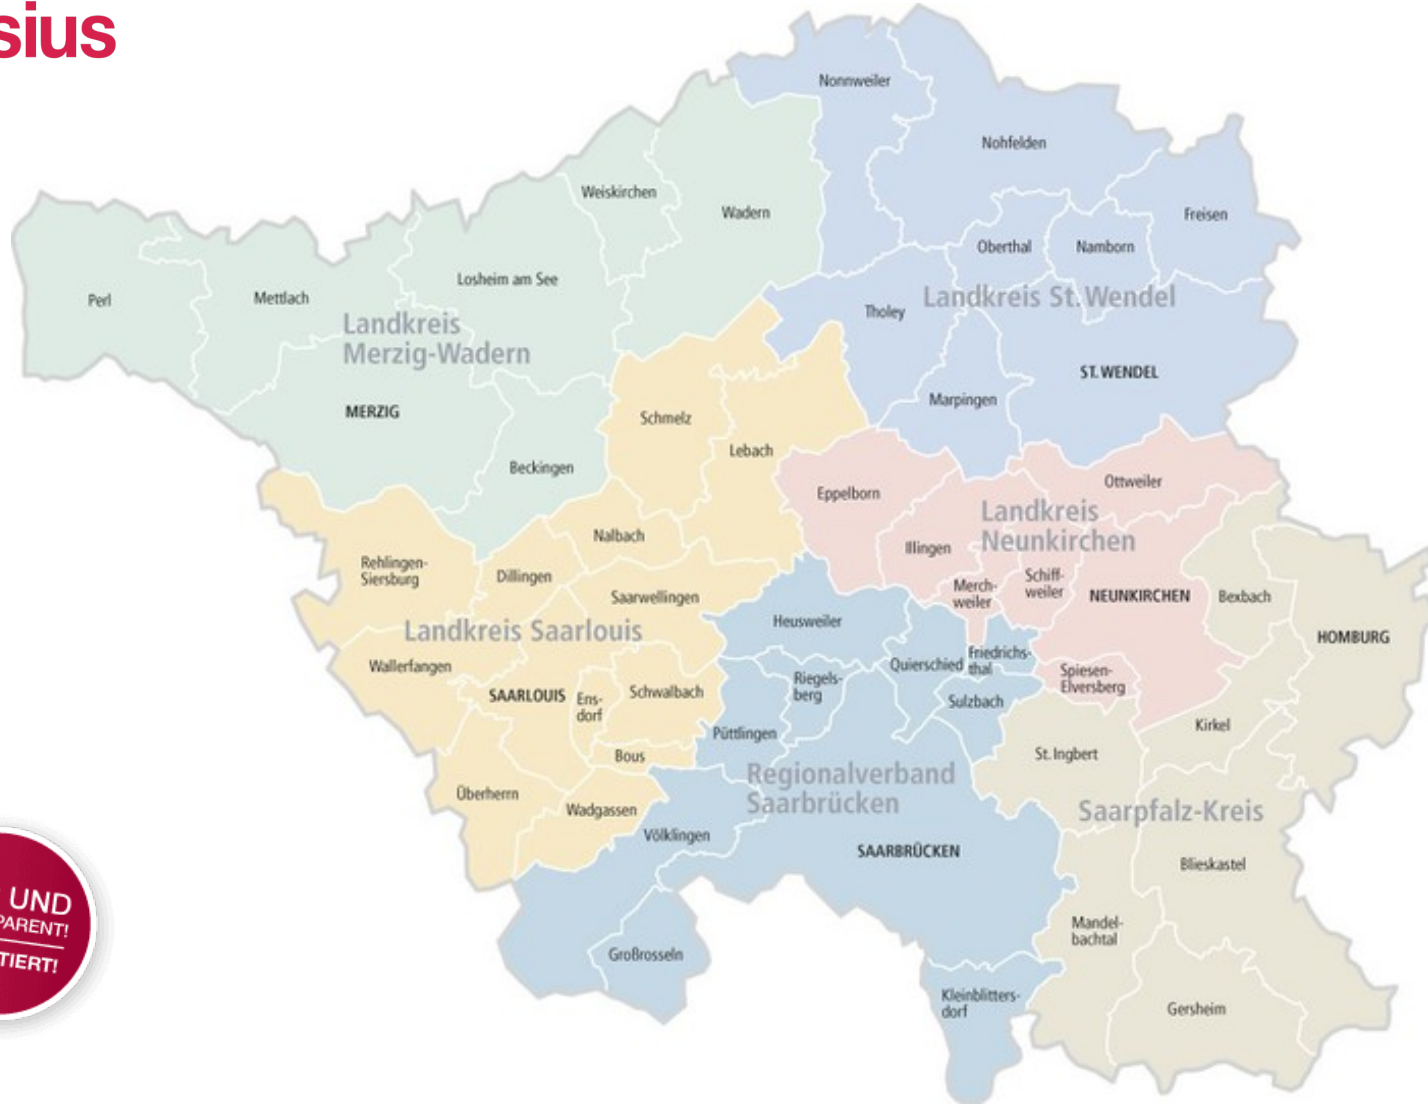 sius
Nonnweiler
Nohfelden
Weiskirchen
Wadern
Freisen
Oberthal
Namborn
Losheim am See
Perl
Mettlach
Landkreis St. Wendel
Tholey
Landkreis
Merzig-Wadern
ST. WENDEL
Marpingen
MERZIG
Schmelz
Lebach
Beckingen
Eppelborn
Ottweiler
Landkreis
Neunkirchen
Nalbach
Illingen
Rehlingen-
Siersburg
Dillingen
Merch-
weiler
Schiff-
weiler
NEUNKIRCHEN
Bexbach
Saarwellingen
Heusweiler
Landkreis Saarlouis
HOMBURG
Wallerfangen
Quierschied
Friedrichs-
thal
Spiesen-
Elversberg
SAARLOUIS
Ens-
dorf
Schwalbach
Riegels-
berg
Sulzbach
Püttlingen
Kirkel
Bous
St. Ingbert
Regionalverband
Saarbrücken
Überherrn
Wadgassen
Saarpfalz-Kreis
Völklingen
SAARBRÜCKEN
Blieskastel
UND
PARENT!
TIERT!
Mandel-
bachtal
Großrosseln
Kleinblitters-
dorf
Gersheim